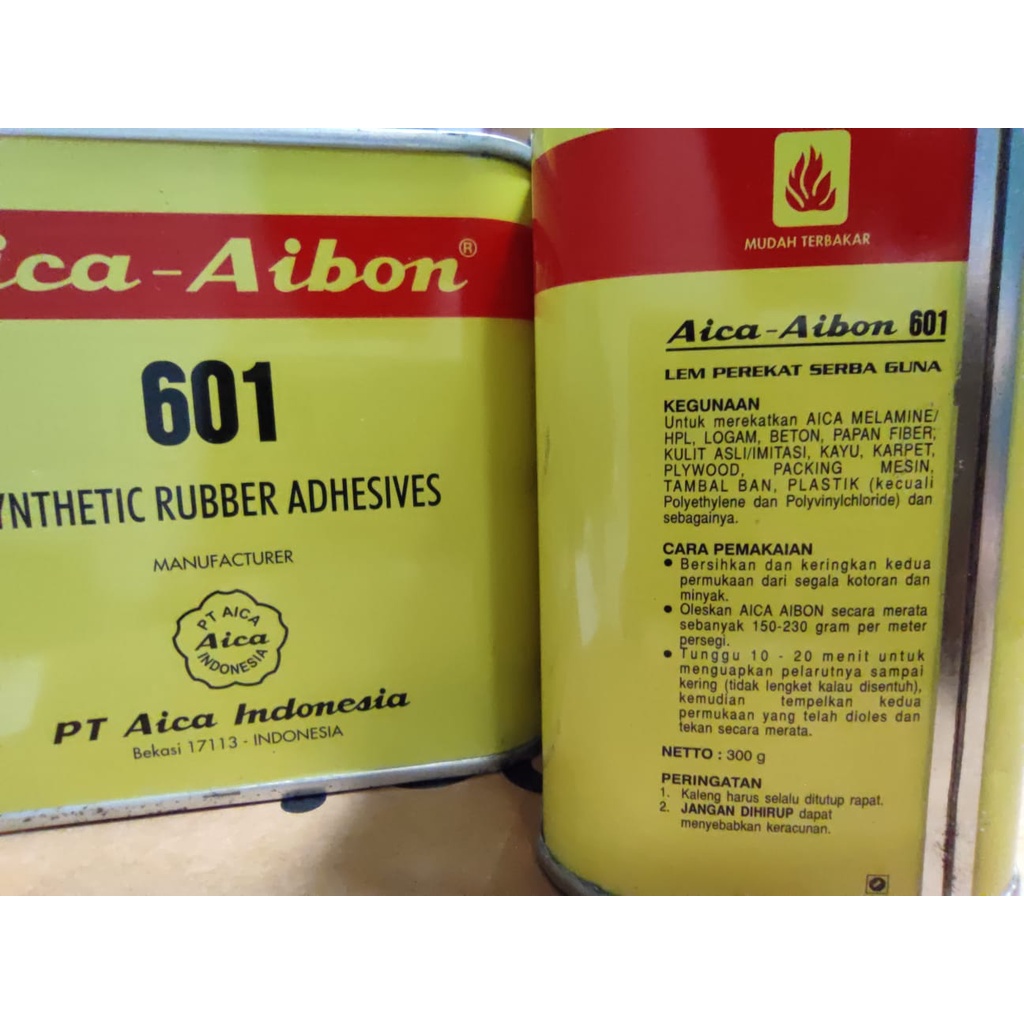 ica-Aibon®
601
YNTHETIC RUBBER ADHESIVES
MANUFACTURER
PT AICA
Aica
INDONESIA
PT Aica Indonesia
Bekasi 17113 - INDONESIA
MUDAH TERBAKAR
Aica-Aibon 601
LEM PEREKAT SERBA GUNA
KEGUNAAN
Untuk merekatkan AICA MELAMINE/
HPL, LOGAM, BETON, PAPAN FIBER,
KULIT ASLI/IMITASI, KAYU, KARPET,
PLYWOOD, PACKING MESIN,
TAMBAL BAN, PLASTIK (kecuali
Polyethylene dan Polyvinylchloride) dan
sebagainya.
CARA PEMAKAIAN
• Bersihkan dan keringkan kedua
permukaan dari segala kotoran dan
minyak.
• Oleskan AICA AIBON secara merata
sebanyak 150-230 gram per meter
persegi.
• Tunggu 10 - 20 menit untuk
menguapkan pelarutnya sampai
kering (tidak lengket kalau disentuh),
kemudian tempelkan kedua
permukaan yang telah dioles dan
tekan secara merata.
NETTO : 300 g
PERINGATAN
1. Kaleng harus selalu ditutup rapat.
2. JANGAN DIHIRUP dapat
menyebabkan keracunan.